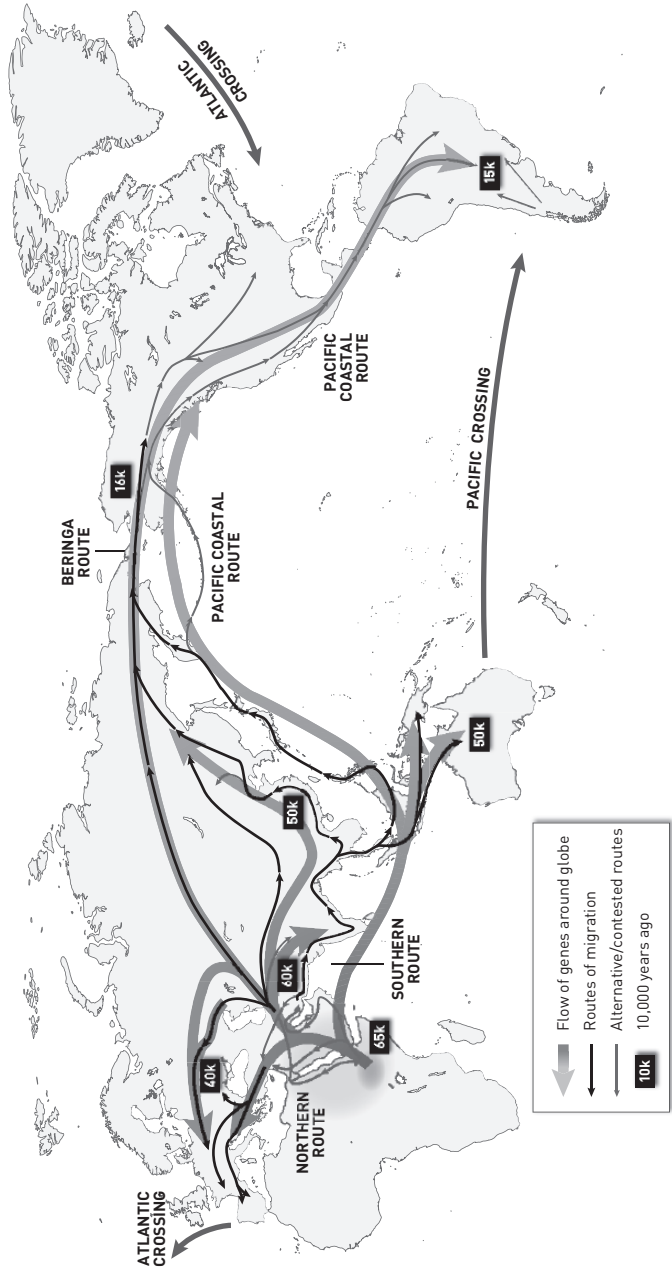 ATLANTIC
CROSSING
40k
NORTHERN
ROUTE
65k
60k
SOUTHERN
ROUTE
50k
50k
BERINGA
ROUTE
16k
PACIFIC COASTAL
ROUTE
PACIFIC
COASTAL
ROUTE
PACIFIC CROSSING
ATLANTIC
CROSSING
15k
Flow of genes around globe
Routes of migration
Alternative/contested routes
10k 10,000 years ago